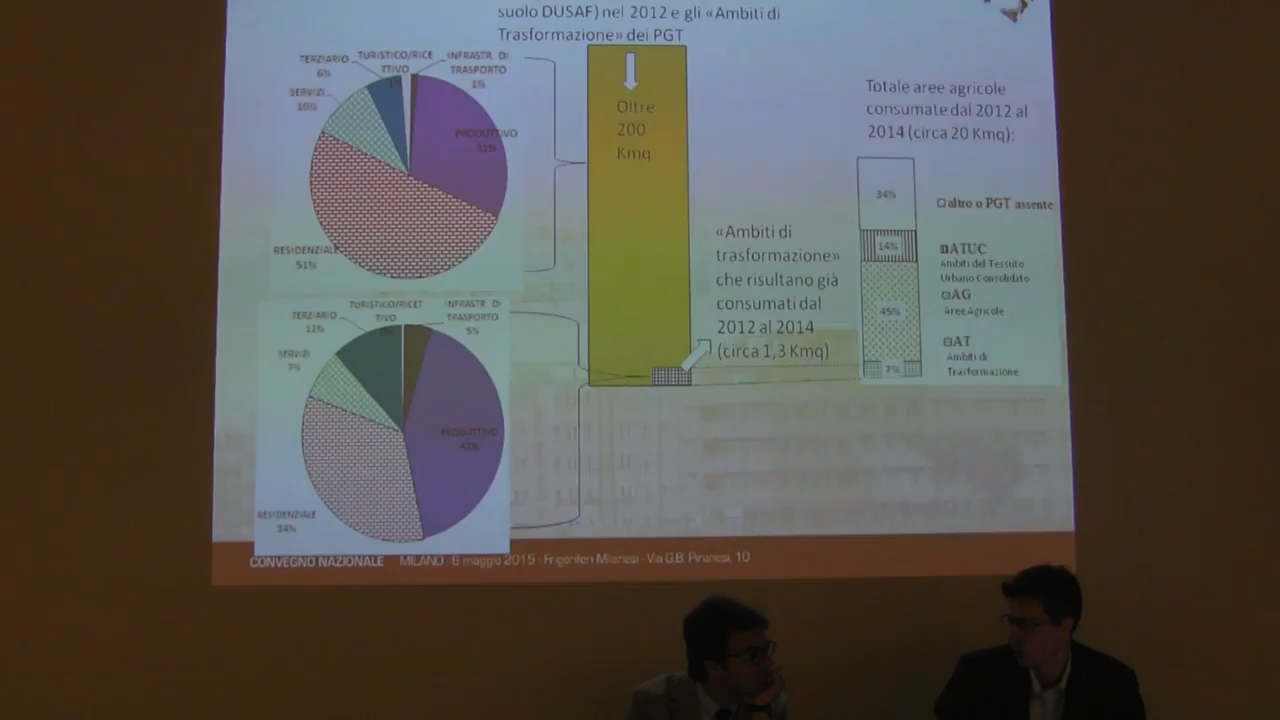 suolo DUSAF) nel 2012 e gli «Ambiti di
Trasformazione» dei PGT
TERZIARIO
6%
TURISTICO/RICE
TTIVO
INFRASTR. DI
TRASPORTO
1%
SERVIZI
10%
PRODUTTIVO
31%
RESIDENZIALE
51%
Oltre
200
Kmq
Totale aree agricole
consumate dal 2012 al
2014 (circa 20 Kmq):
34%
14%
45%
7%
altro o PGT assente
ATUC
Ambiti del Tessuto
Urbano Consolidato
AG
Aree Agricole
AT
Ambiti di
Trasformazione
«Ambiti di
trasformazione»
che risultano già
consumati dal
2012 al 2014
(circa 1,3 Kmq)
TERZIARIO
11%
TURISTICO/RICET
TIVO
INFRASTR. DI
TRASPORTO
5%
SERVIZI
7%
PRODUTTIVO
RESIDENZIALE
34%
CONVEGNO NAZIONALE MILANO · 6 maggio 2015 · Frigoriferi Milanesi · Via G.B. Piranesi, 10